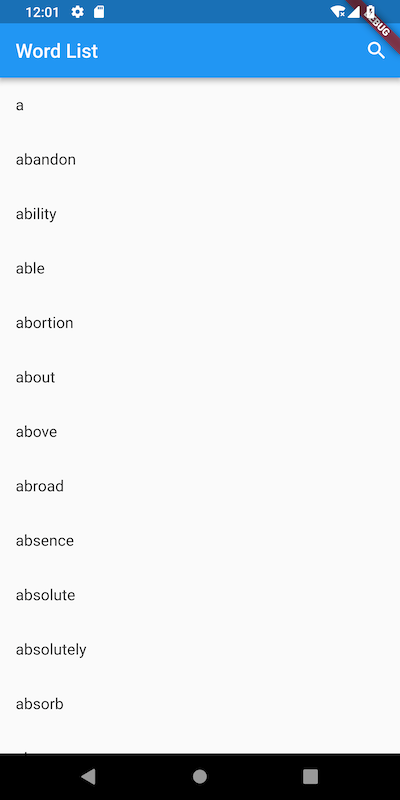 12:01
DEBUG
Word List
a
abandon
ability
able
abortion
about
above
abroad
absence
absolute
absolutely
absorb